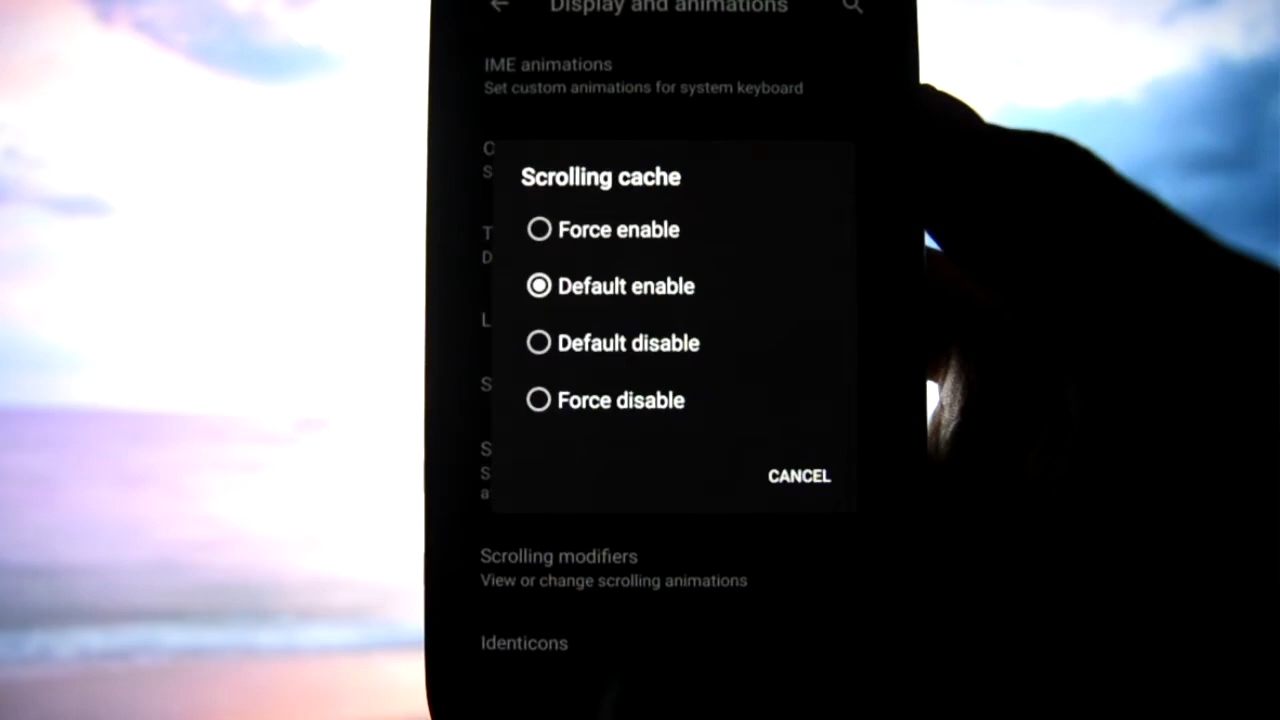 Display and animations
IME animations
Set custom animations for system keyboard
Scrolling cache
Force enable
Default enable
Default disable
Force disable
CANCEL
Scrolling modifiers
View or change scrolling animations
Identicons